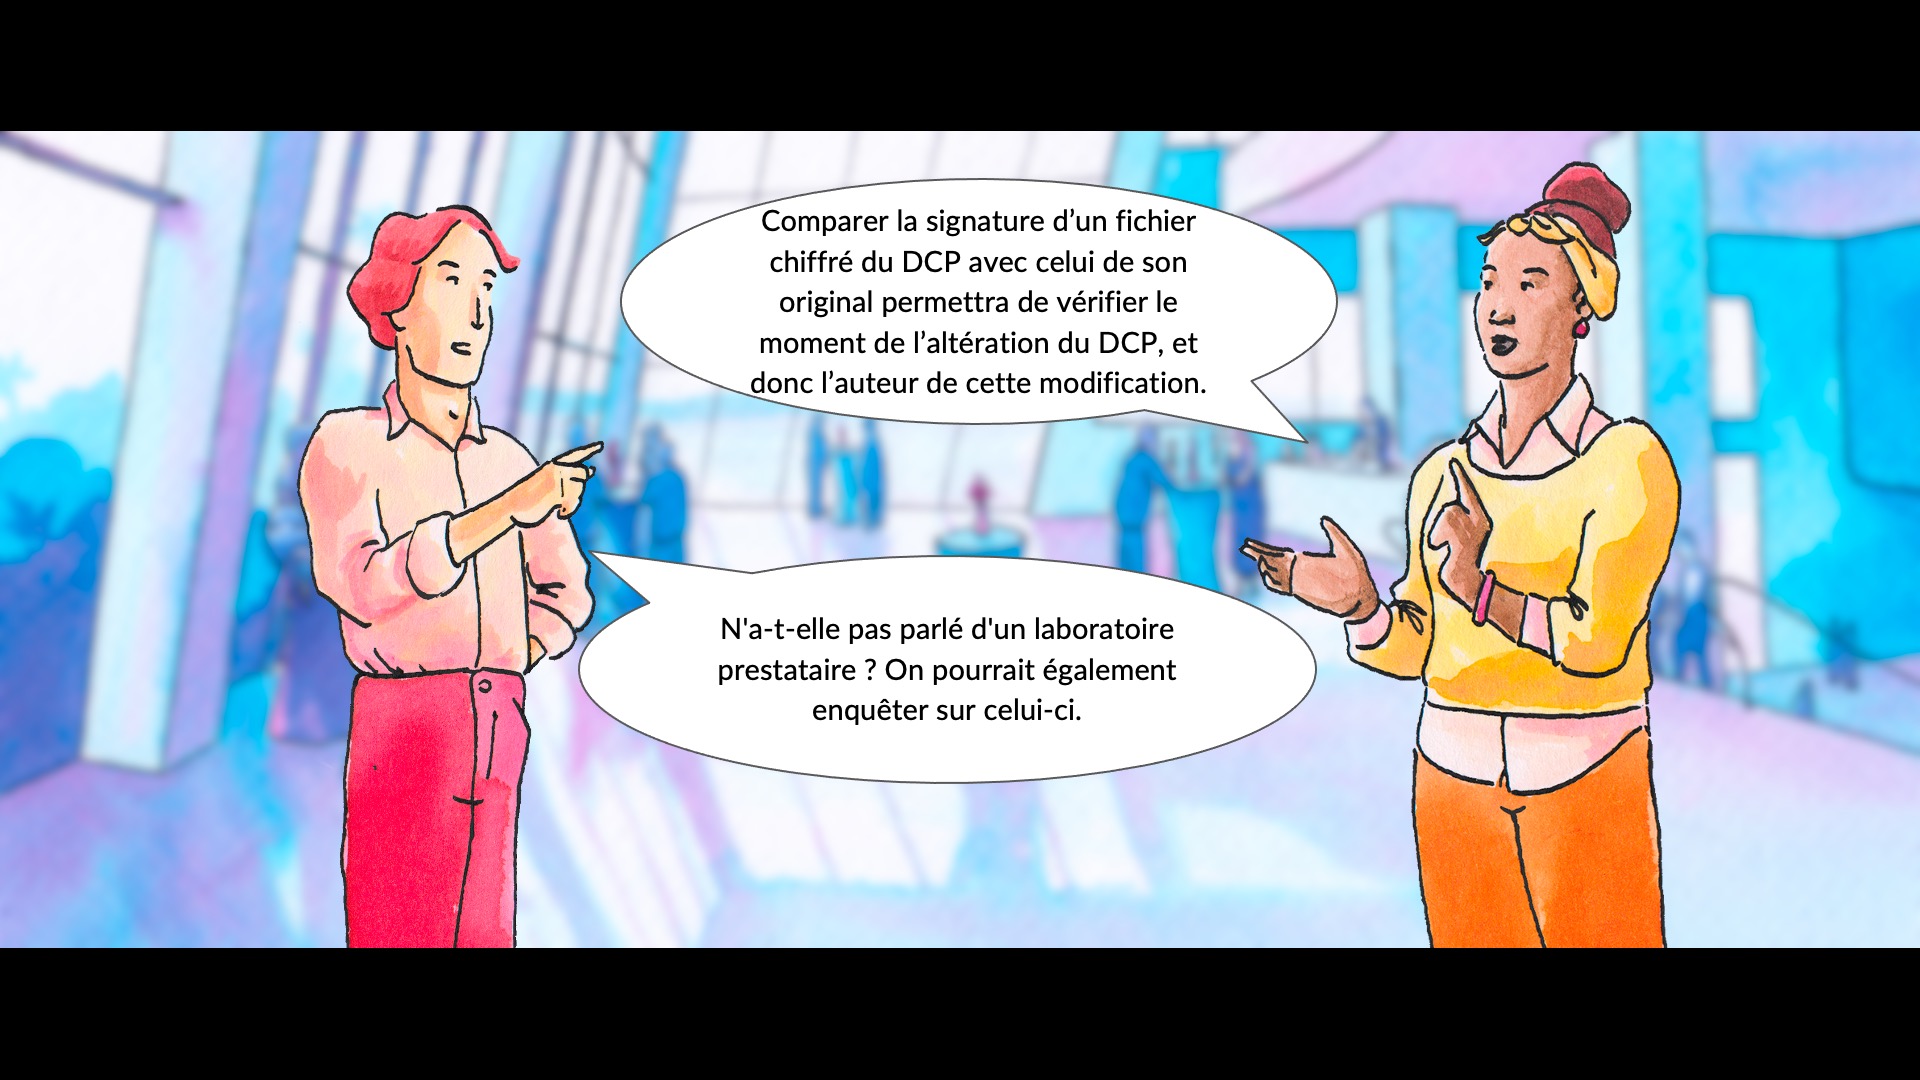 Comparer la signature d’un fichier
chiffré du DCP avec celui de son
original permettra de vérifier le
moment de l’altération du DCP, et
donc l’auteur de cette modification.
N'a-t-elle pas parlé d'un laboratoire
prestataire ? On pourrait également
enquêter sur celui-ci.